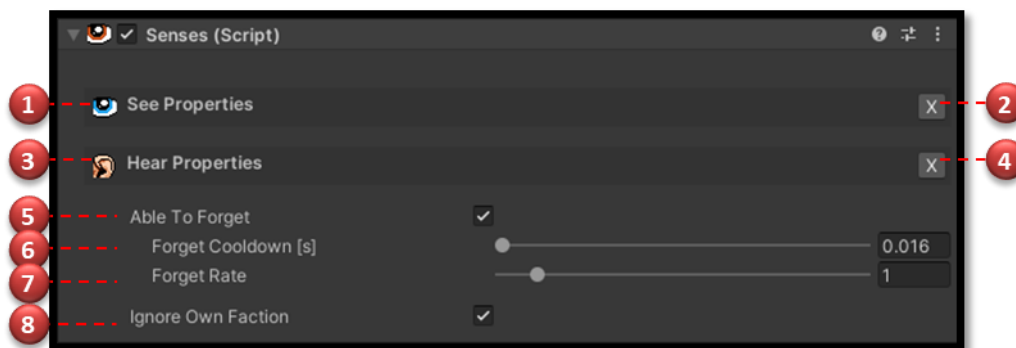 Senses (Script)
1 See Properties X 2
3 Hear Properties X 4
5 Able To Forget
6 Forget Cooldown [s] 0.016
7 Forget Rate 1
8 Ignore Own Faction